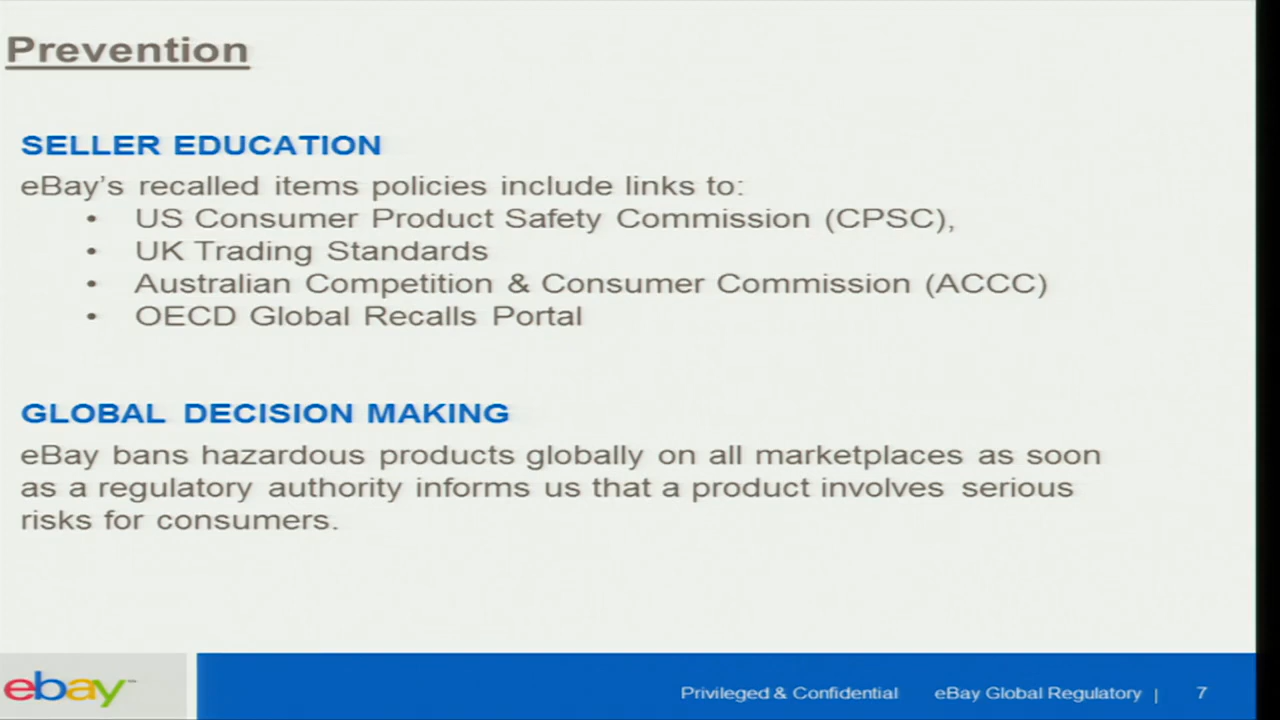 Prevention
SELLER EDUCATION
eBay’s recalled items policies include links to:
• US Consumer Product Safety Commission (CPSC),
• UK Trading Standards
• Australian Competition & Consumer Commission (ACCC)
• OECD Global Recalls Portal
GLOBAL DECISION MAKING
eBay bans hazardous products globally on all marketplaces as soon
as a regulatory authority informs us that a product involves serious
risks for consumers.
ebay™
Privileged & Confidential eBay Global Regulatory | 7